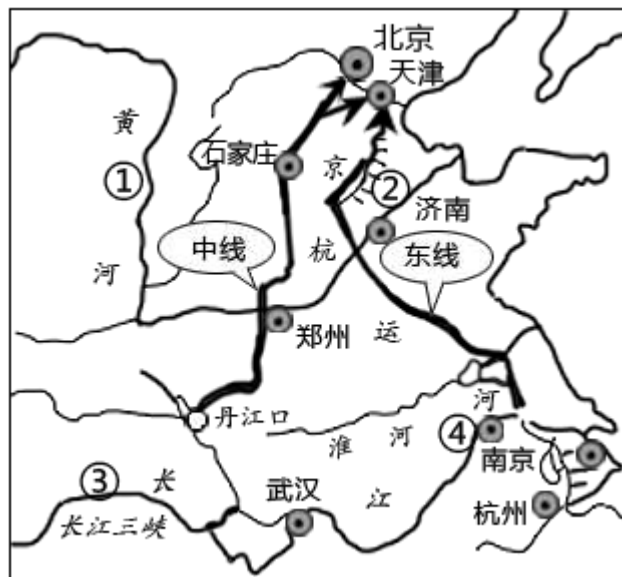 北京
天津
黄
①
石家庄
京
②
济南
中线
杭
东线
河
郑州
运
丹江口
淮
河
河
④
南京
③
长
武汉
江
杭州
长江三峡